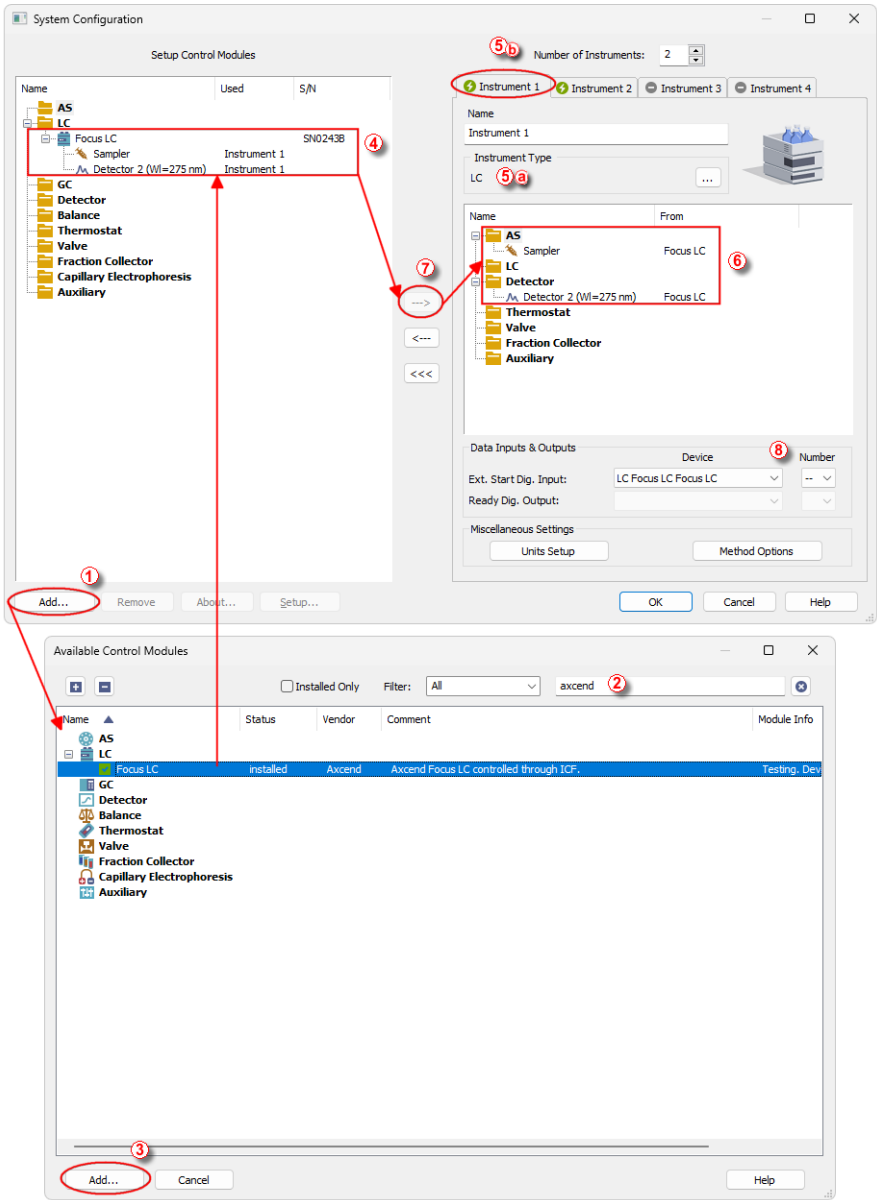 System Configuration
Setup Control Modules
5 b Number of Instruments: 2
Name Used S/N
AS
LC
Focus LC SN0243B 4
Sampler Instrument 1
Detector 2 (Wl=275 nm) Instrument 1
GC
Detector
Balance
Thermostat
Valve
Fraction Collector
Capillary Electrophoresis
Auxiliary
7
--->
<---
<<<
Instrument 1 Instrument 2 Instrument 3 Instrument 4
Name
Instrument 1
Instrument Type
LC 5 a ...
Name From
AS
Sampler Focus LC
LC
Detector
Detector 2 (Wl=275 nm) Focus LC
6
Thermostat
Valve
Fraction Collector
Auxiliary
Data Inputs & Outputs
Device 8 Number
Ext. Start Dig. Input: LC Focus LC Focus LC --
Ready Dig. Output:
Miscellaneous Settings
Units Setup Method Options
1
Add... Remove About... Setup... OK Cancel Help
Available Control Modules
Installed Only Filter: All axcend 2
Name Status Vendor Comment Module Info
AS
LC
Focus LC installed Axcend Axcend Focus LC controlled through ICF. Testing. Dev
GC
Detector
Balance
Thermostat
Valve
Fraction Collector
Capillary Electrophoresis
Auxiliary
3
Add... Cancel Help